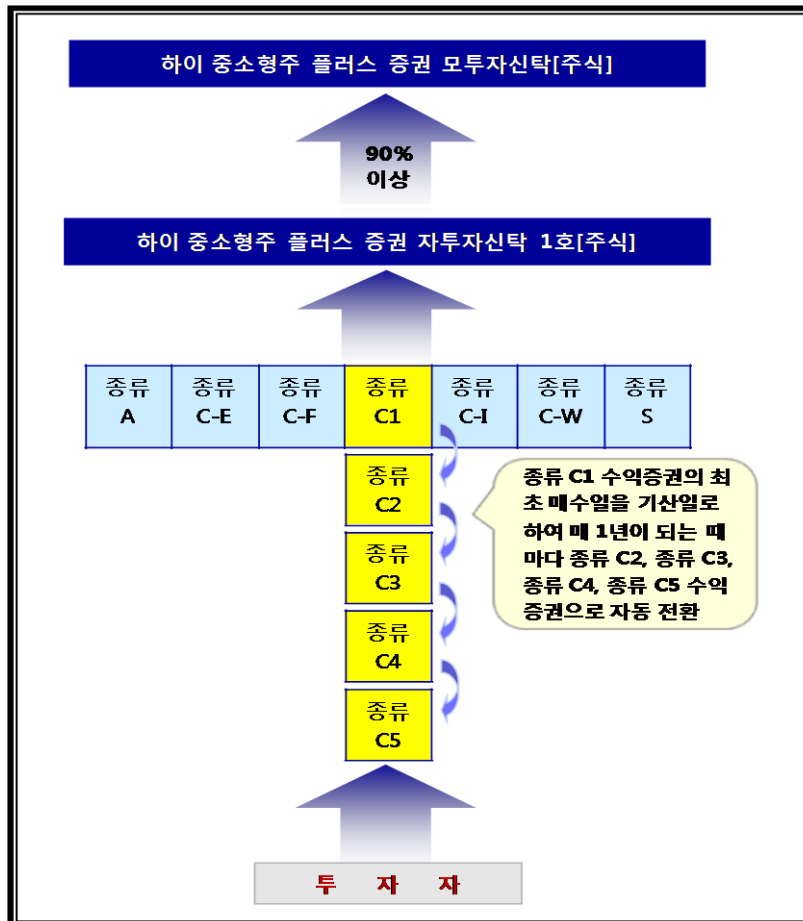 하이 중소형주 플러스 증권 모투자신탁[주식]
90%
이상
하이 중소형주 플러스 증권 자투자신탁 1호[주식]
종류 종류 종류 종류 종류 종류 종류
A C-E C-F C1 C-I C-W S
종류
C2
종류
C3
종류
C4
종류
C5
종류 C1 수익증권의 최
초 매수일을 기산일로
하여 매 1년이 되는 때
마다 종류 C2, 종류 C3,
종류 C4, 종류 C5 수익
증권으로 자동 전환
투 자 자